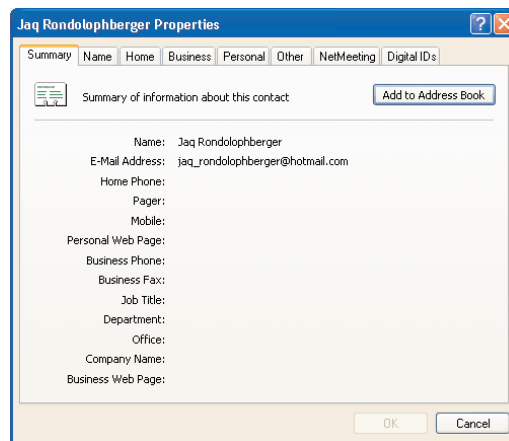 Jaq Rondolophberger Properties
Summary Name Home Business Personal Other NetMeeting Digital IDs
Summary of information about this contact Add to Address Book
Name: Jaq Rondolophberger
E-Mail Address: jaq_rondolophberger@hotmail.com
Home Phone:
Pager:
Mobile:
Personal Web Page:
Business Phone:
Business Fax:
Job Title:
Department:
Office:
Company Name:
Business Web Page:
OK Cancel